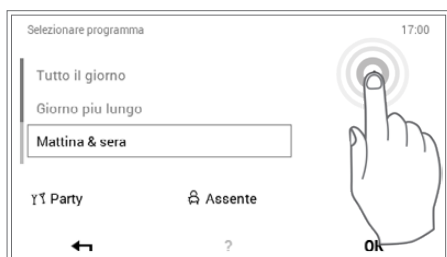 Selezionare programma 17:00
Tutto il giorno
Giorno piu lungo
Mattina & sera
Party Assente
? OK